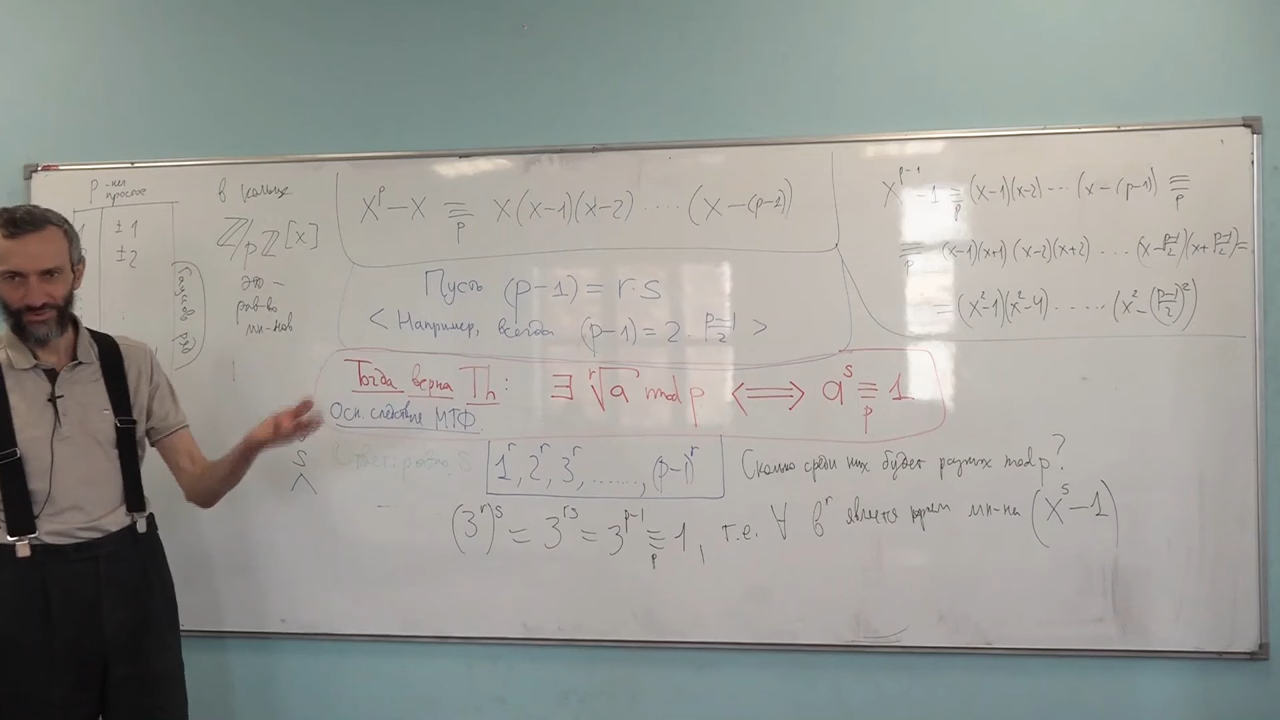 P - неч простое
± 1
± 2
Гаусов ряд
в кольце
ℤ/pℤ[x]
это -
рав-во
мн-нов
X^p − X ≡_p X(X−1)(X−2) ..... (X−(p−1))
Пусть (p−1) = r·s
< Например, всегда (p−1) = 2 · (p−1)/2 >
Тогда верна Th: ∃ ʳ√a mod p ⟺ a^s ≡_p 1
Осн. следствие МТФ.
s
1^r, 2^r, 3^r, ......, (p−1)^r Сколько среди них будет разных mod p?
(3^r)^s = 3^{rs} = 3^{p−1} ≡_p 1, т.е. ∀ b^r является корнем мн-на (X^s − 1)
X^{p−1} − 1 ≡_p (x−1)(x−2) ..... (x−(p−1)) ≡_p
≡_p (x−1)(x+1)(x−2)(x+2) ..... (x−(p−1)/2)(x+(p−1)/2) =
= (x²−1)(x²−4) ...... (x²−((p−1)/2)²)